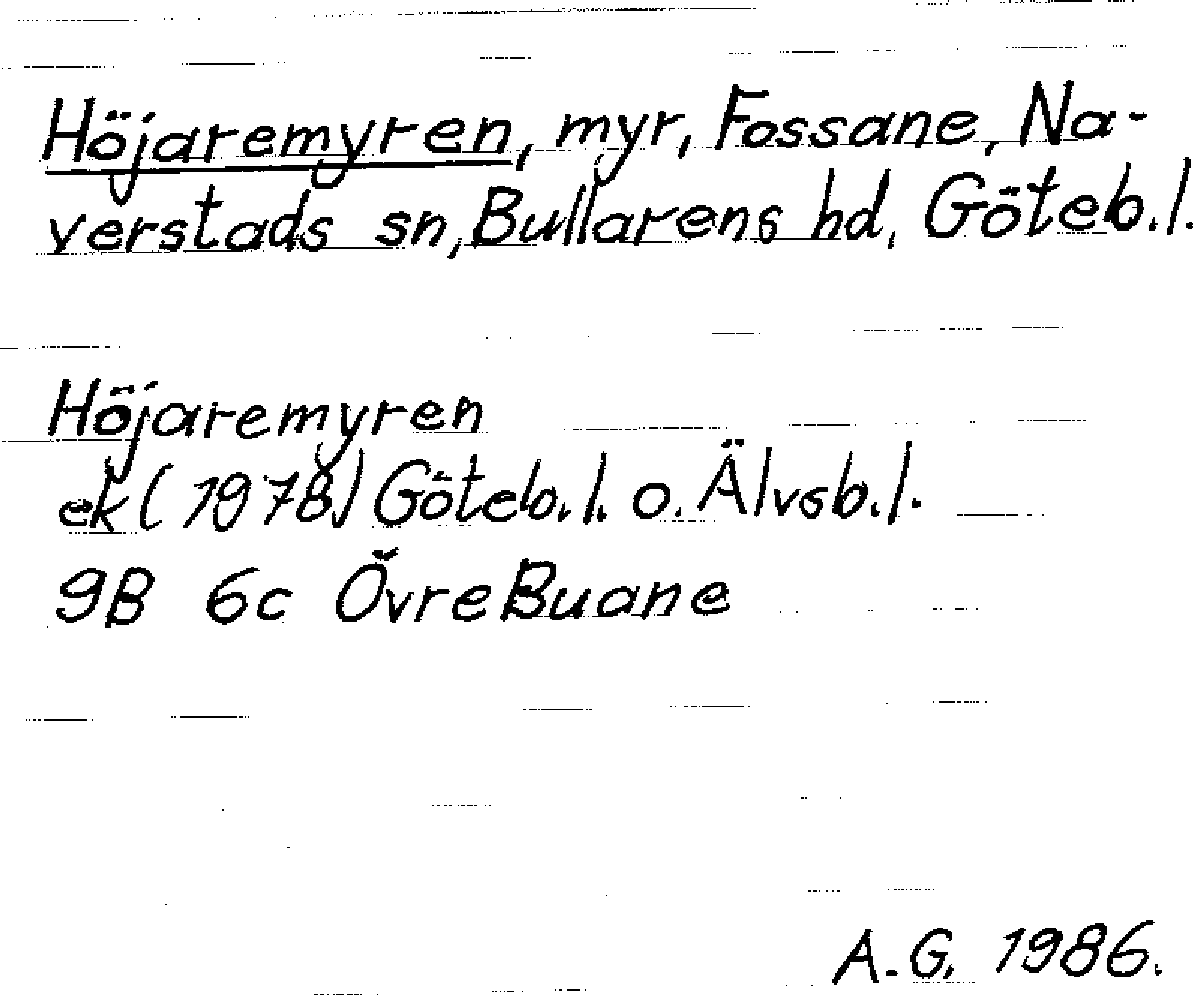 Höjaremyren, myr, Fossane, Na-
verstads sn, Bullarens hd, Göteb.l.
Höjaremyren
ek (1978) Göteb.l. o. Älvsb.l.
9B 6c Övre Buane
A.G. 1986.